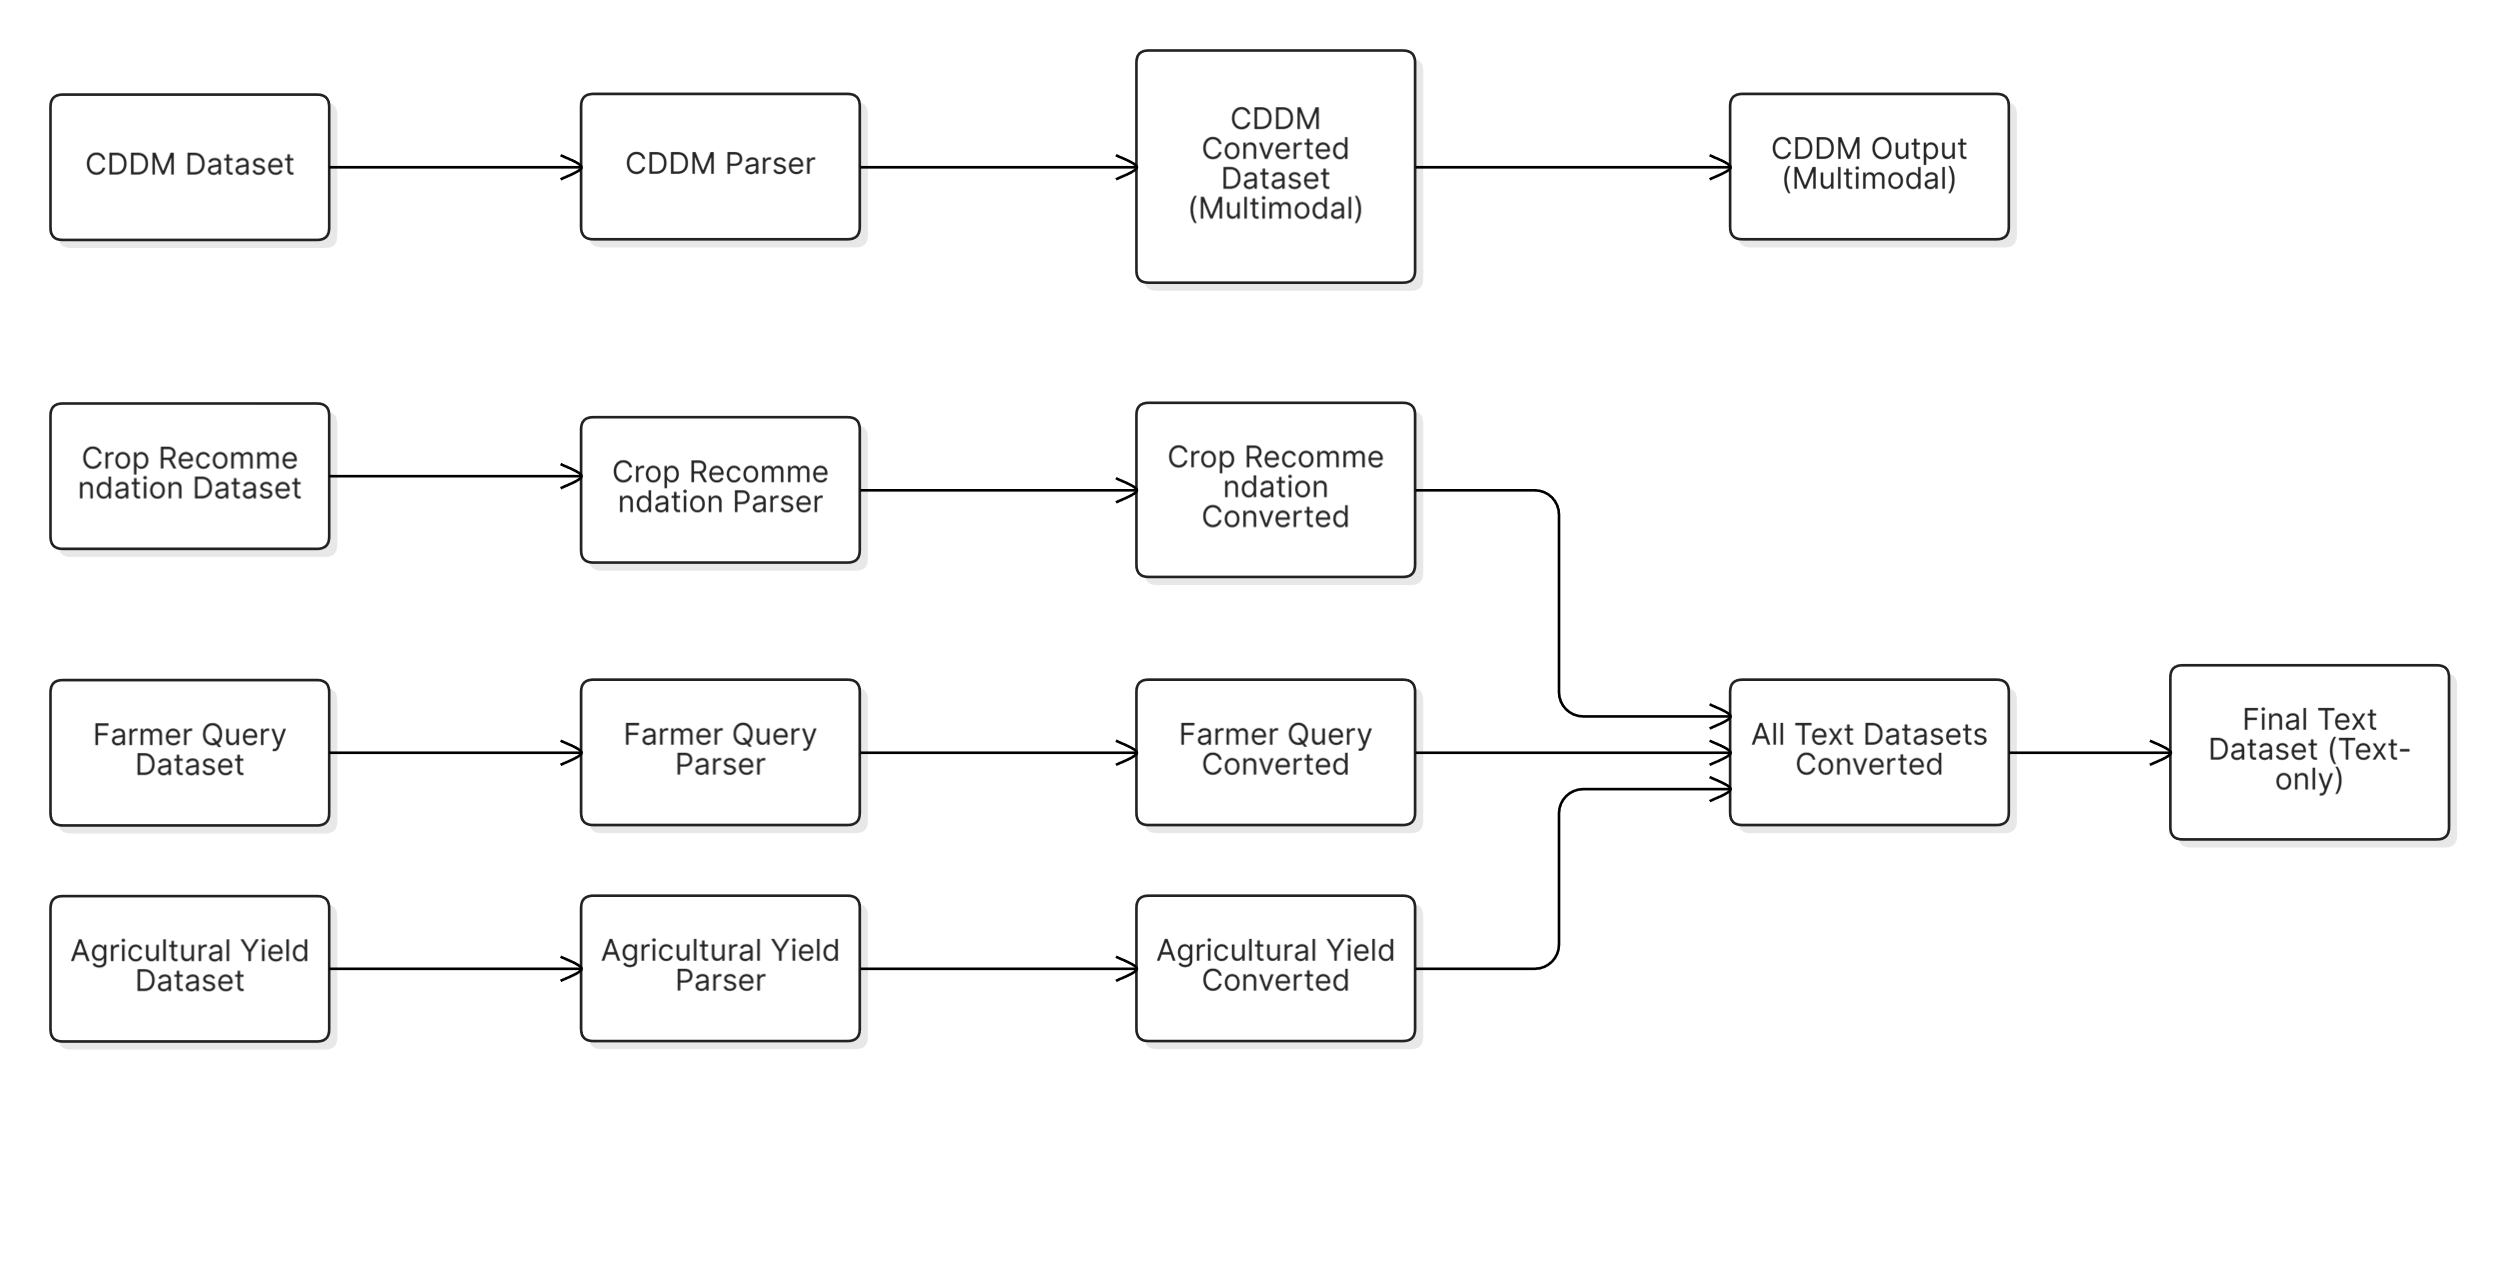 CDDM Dataset
CDDM Parser
CDDM
Converted
Dataset
(Multimodal)
CDDM Output
(Multimodal)
Crop Recomme
ndation Dataset
Crop Recomme
ndation Parser
Crop Recomme
ndation
Converted
Farmer Query
Dataset
Farmer Query
Parser
Farmer Query
Converted
All Text Datasets
Converted
Final Text
Dataset (Text-
only)
Agricultural Yield
Dataset
Agricultural Yield
Parser
Agricultural Yield
Converted